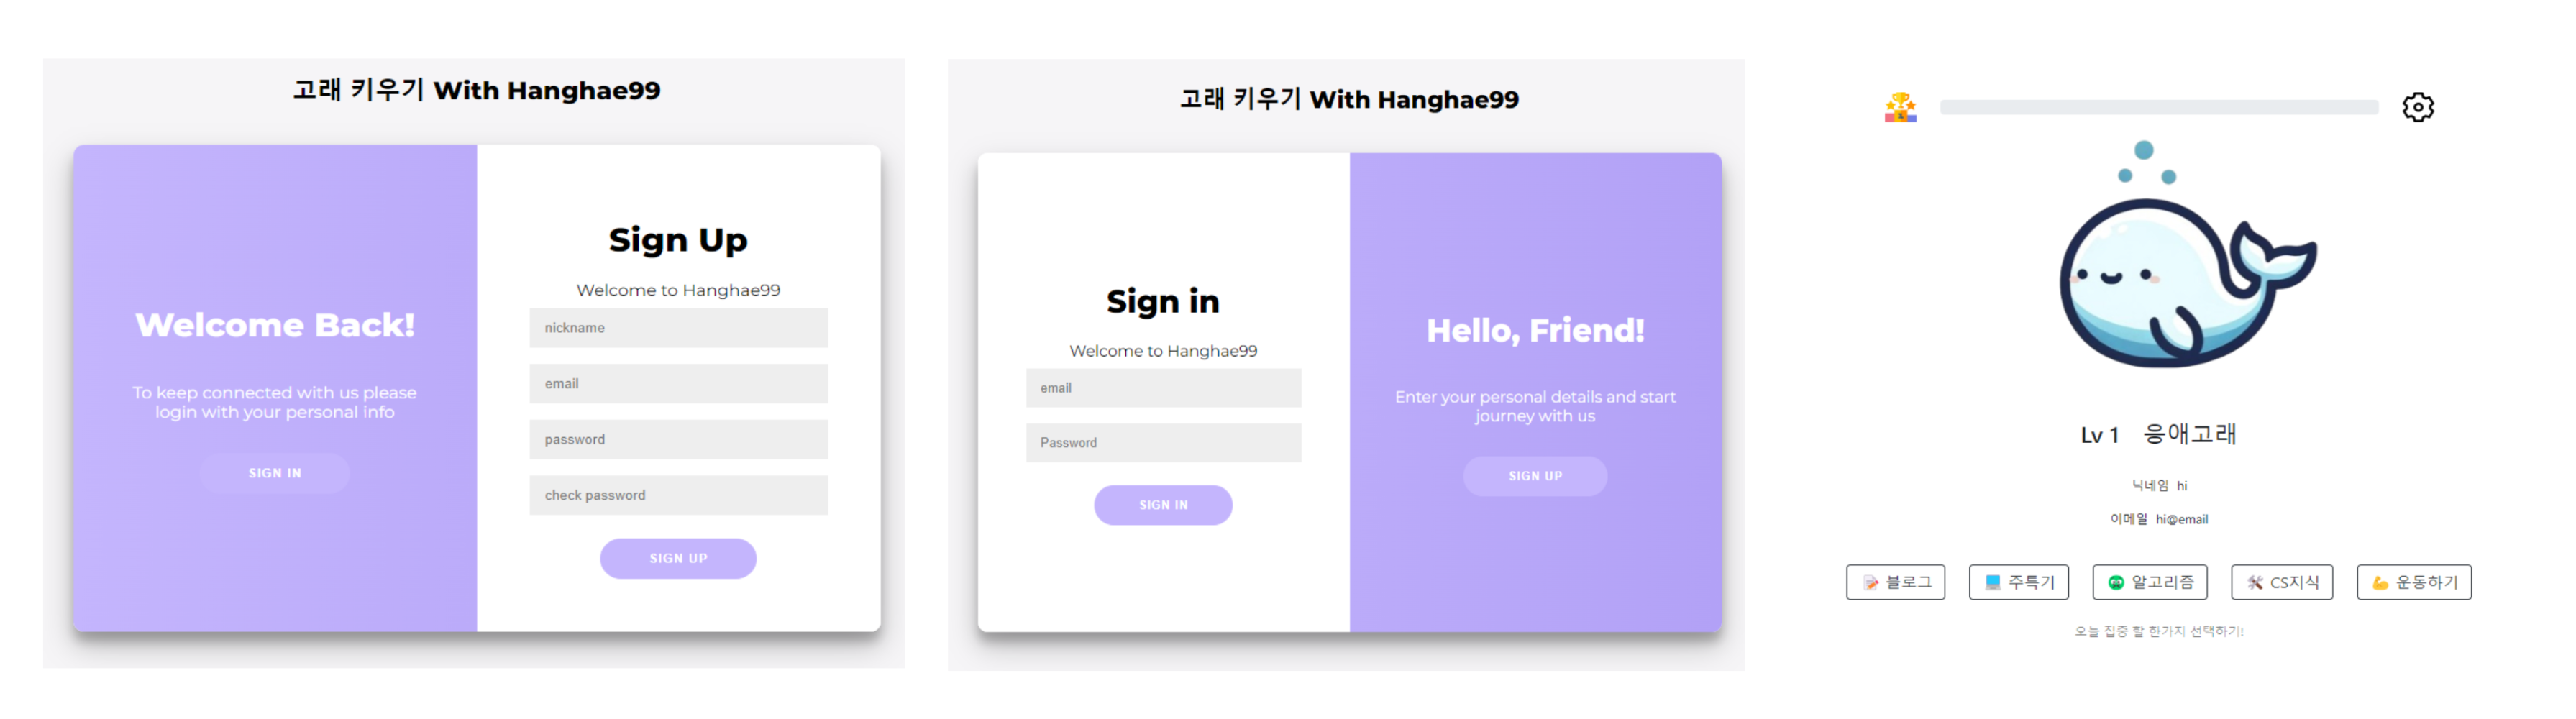 고래 키우기 With Hanghae99
Welcome Back!
To keep connected with us please
login with your personal info
SIGN IN
Sign Up
Welcome to Hanghae99
nickname
email
password
check password
SIGN UP
고래 키우기 With Hanghae99
Sign in
Welcome to Hanghae99
email
Password
SIGN IN
Hello, Friend!
Enter your personal details and start
journey with us
SIGN UP
Lv 1 응애고래
닉네임 hi
이메일 hi@email
블로그
주특기
알고리즘
CS지식
운동하기
오늘 집중 할 한가지 선택하기!